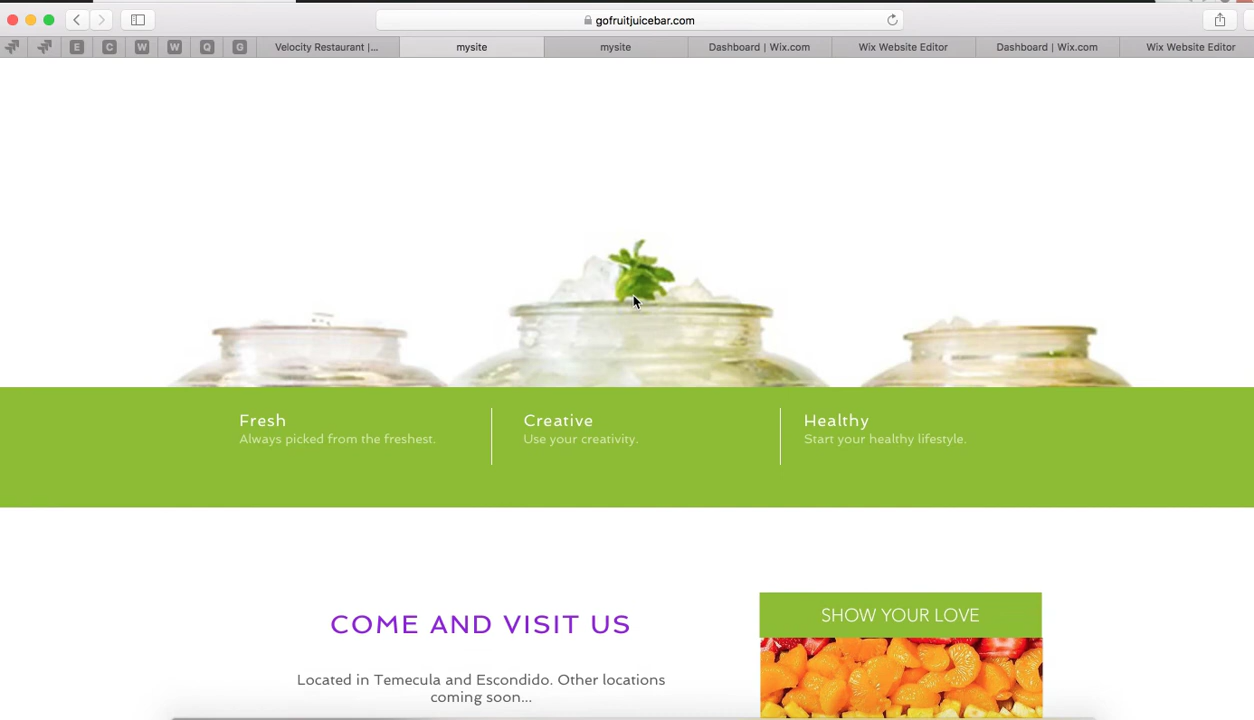 gofruitjuicebar.com
E C W W Q G Velocity Restaurant |... mysite mysite Dashboard | Wix.com Wix Website Editor Dashboard | Wix.com Wix Website Editor
Fresh
Always picked from the freshest.
Creative
Use your creativity.
Healthy
Start your healthy lifestyle.
COME AND VISIT US
Located in Temecula and Escondido. Other locations
coming soon...
SHOW YOUR LOVE